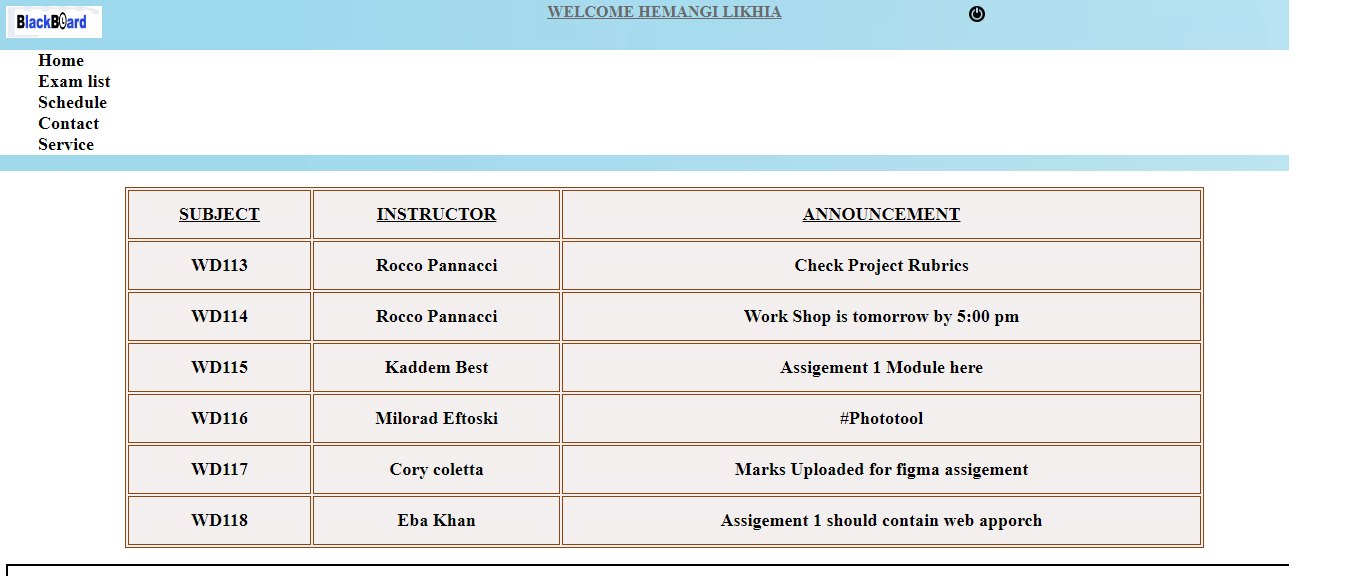 BlackBoard
WELCOME HEMANGI LIKHIA
Home
Exam list
Schedule
Contact
Service
SUBJECT INSTRUCTOR ANNOUNCEMENT
WD113 Rocco Pannacci Check Project Rubrics
WD114 Rocco Pannacci Work Shop is tomorrow by 5:00 pm
WD115 Kaddem Best Assigement 1 Module here
WD116 Milorad Eftoski #Phototool
WD117 Cory coletta Marks Uploaded for figma assigement
WD118 Eba Khan Assigement 1 should contain web apporch